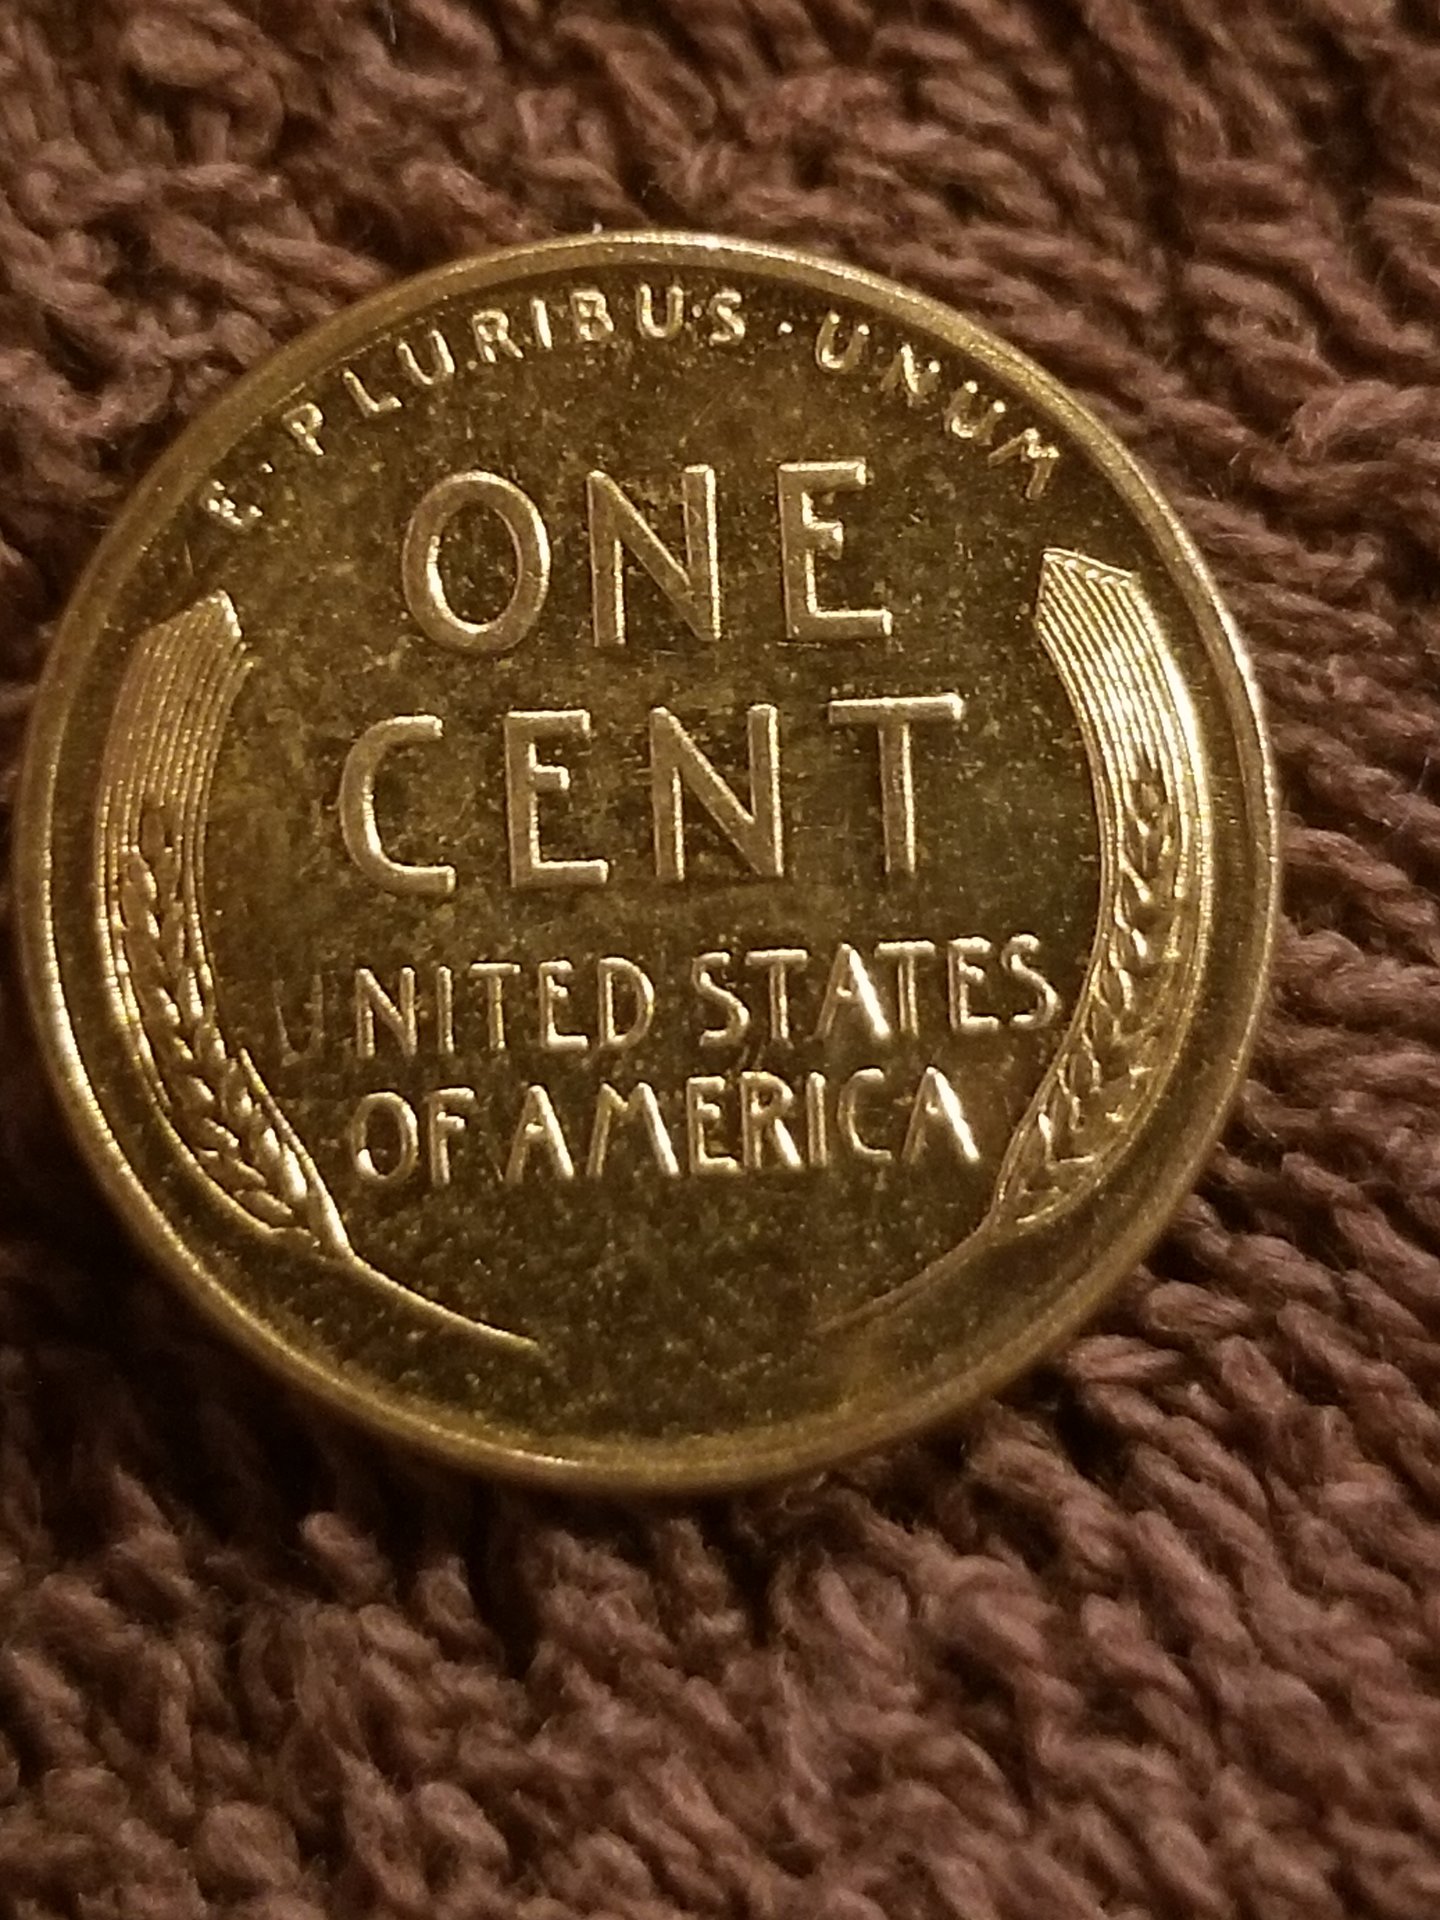 E · PLURIBUS · UNUM
ONE
CENT
UNITED STATES
OF AMERICA